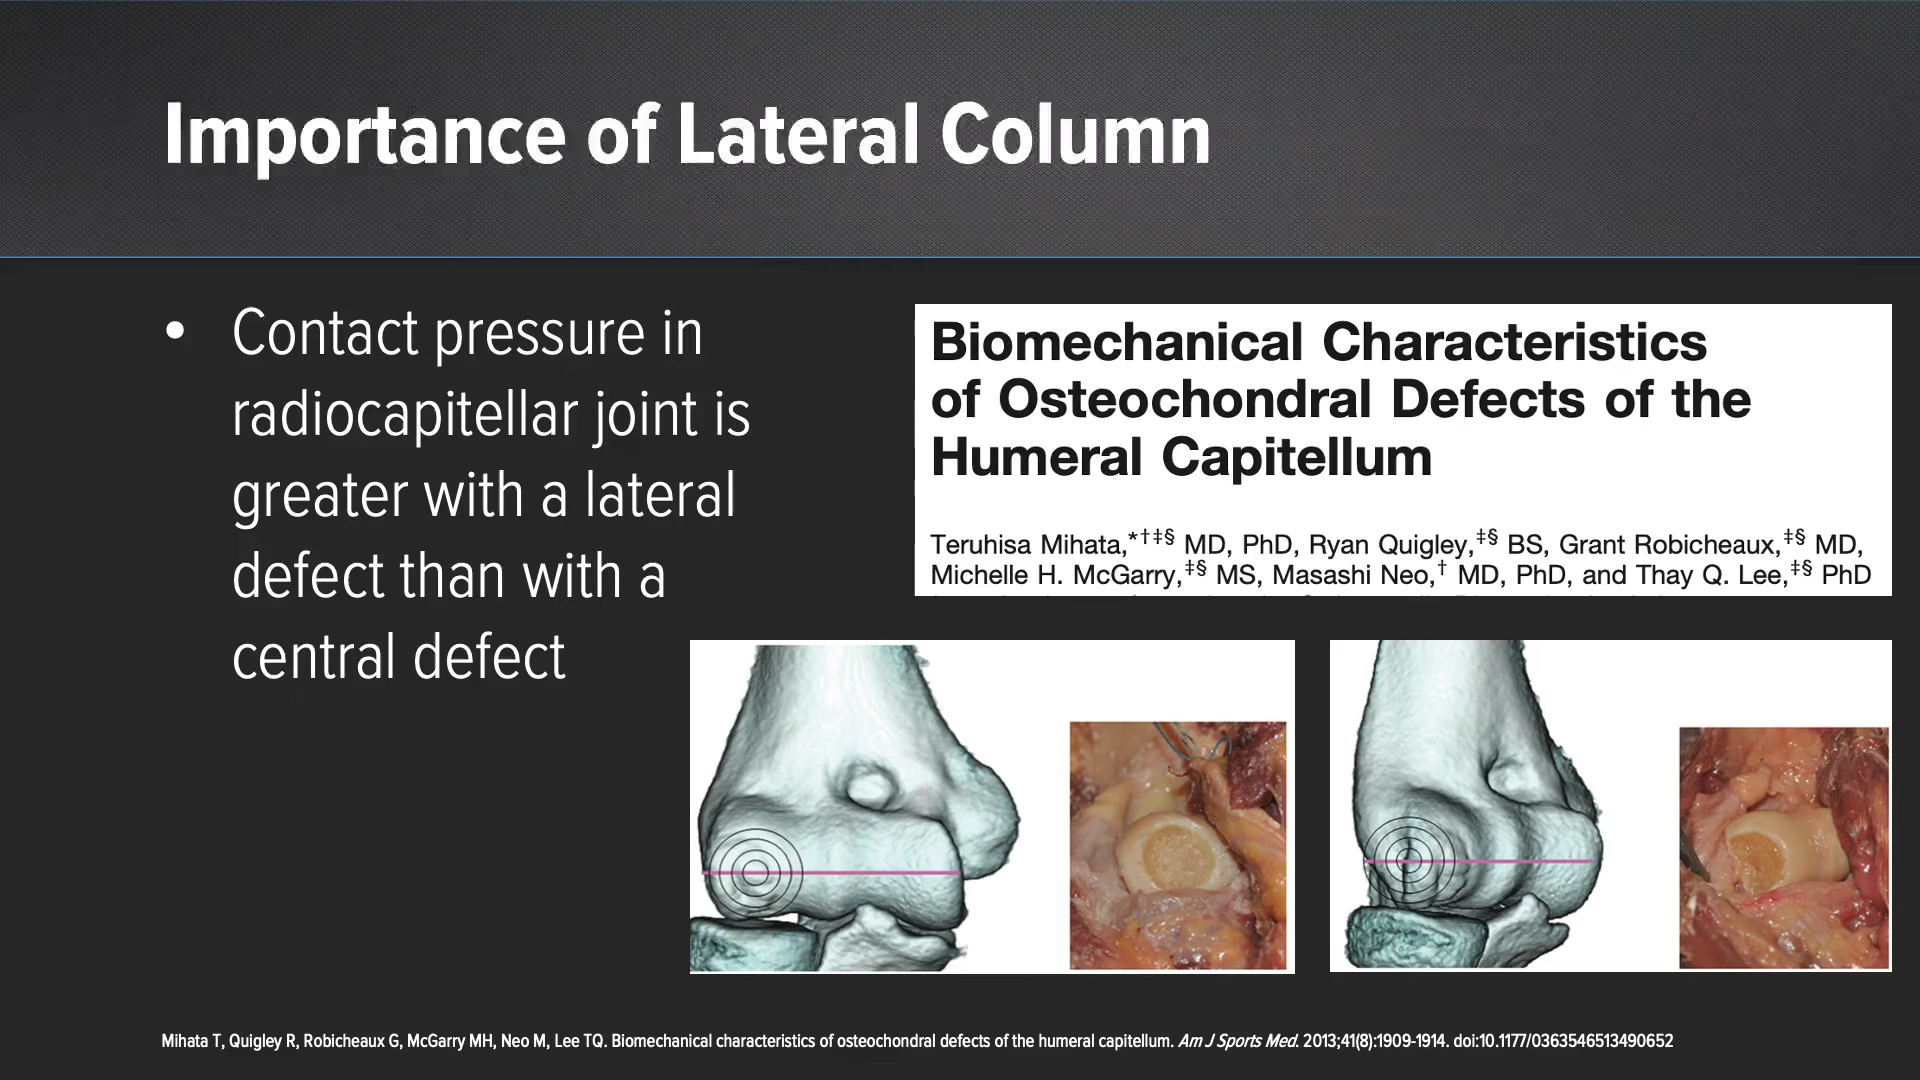 Importance of Lateral Column
• Contact pressure in
radiocapitellar joint is
greater with a lateral
defect than with a
central defect
Biomechanical Characteristics
of Osteochondral Defects of the
Humeral Capitellum
Teruhisa Mihata,*†‡§ MD, PhD, Ryan Quigley,‡§ BS, Grant Robicheaux,‡§ MD,
Michelle H. McGarry,‡§ MS, Masashi Neo,† MD, PhD, and Thay Q. Lee,‡§ PhD
Mihata T, Quigley R, Robicheaux G, McGarry MH, Neo M, Lee TQ. Biomechanical characteristics of osteochondral defects of the humeral capitellum. Am J Sports Med. 2013;41(8):1909-1914. doi:10.1177/0363546513490652